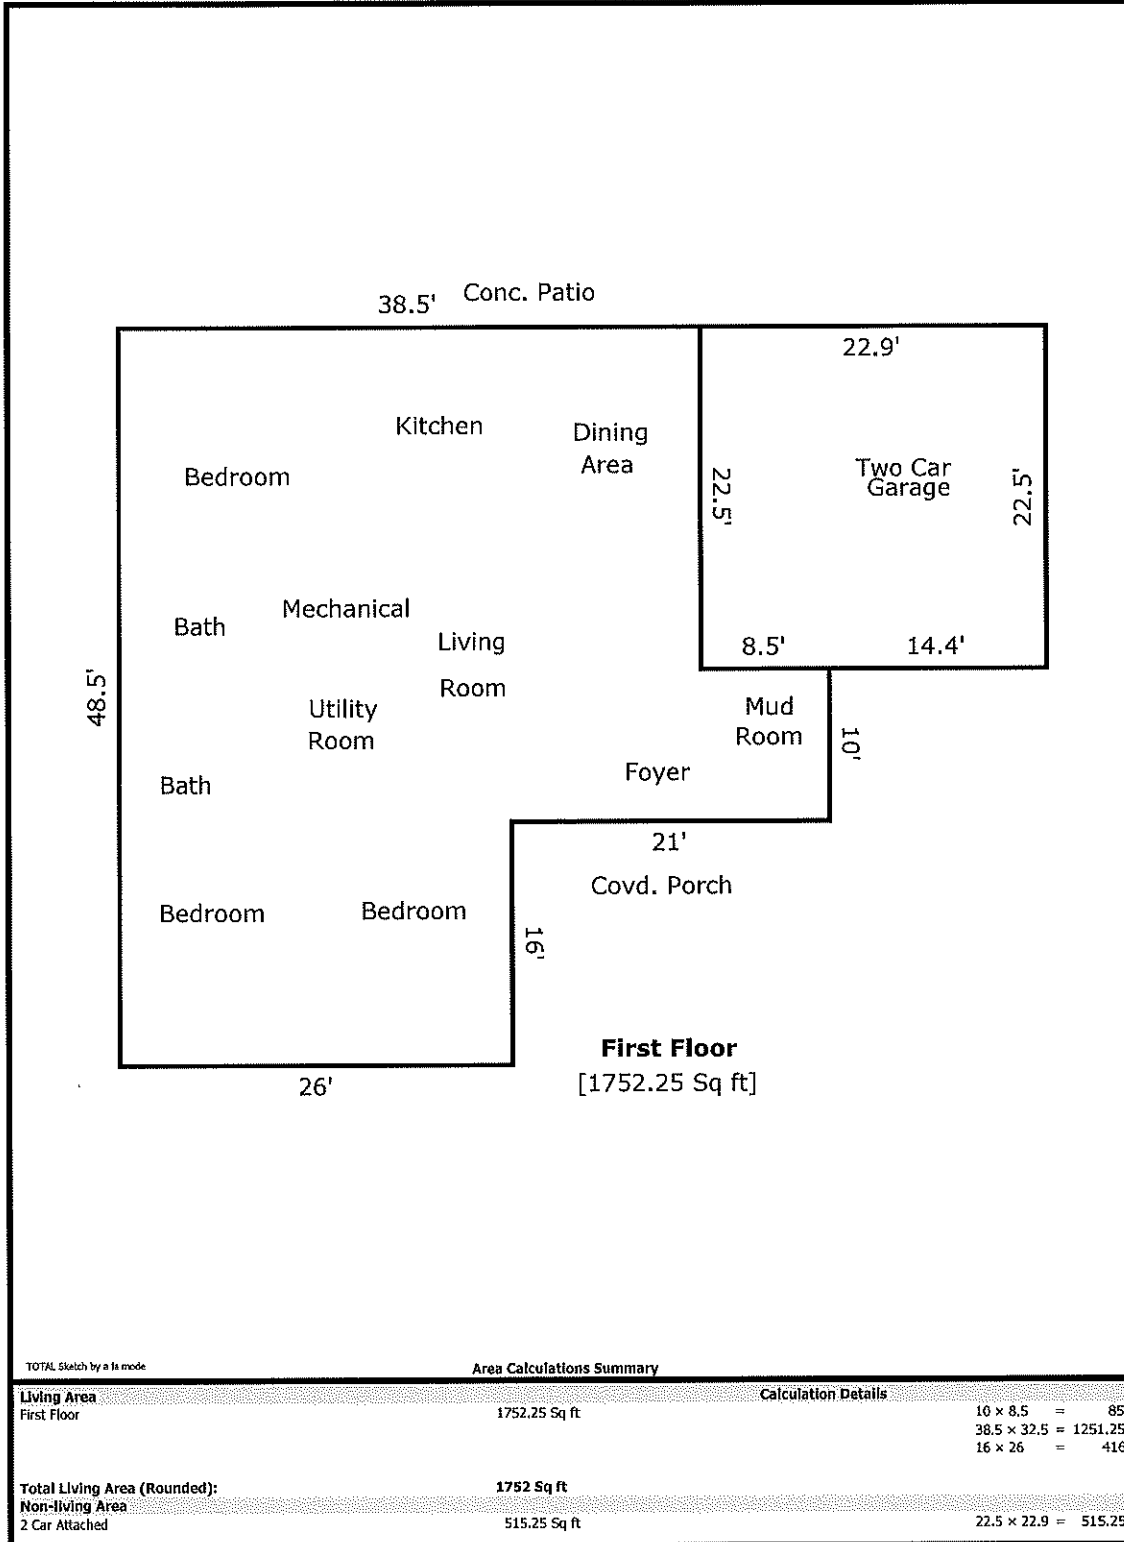 38.5' Conc. Patio
22.9'
Kitchen
Dining
Area
Bedroom
22.5'
Two Car
Garage
22.5'
Bath
Mechanical
Living
Room
8.5'
14.4'
48.5'
Utility
Room
Mud
Room
10'
Foyer
Bath
21'
Covd. Porch
Bedroom
Bedroom
16'
First Floor
[1752.25 Sq ft]
26'
TOTAL Sketch by a la mode
Area Calculations Summary
Living Area
Calculation Details
First Floor 1752.25 Sq ft 10 × 8.5 = 85
38.5 × 32.5 = 1251.25
16 × 26 = 416
Total Living Area (Rounded): 1752 Sq ft
Non-living Area
2 Car Attached 515.25 Sq ft 22.5 × 22.9 = 515.25